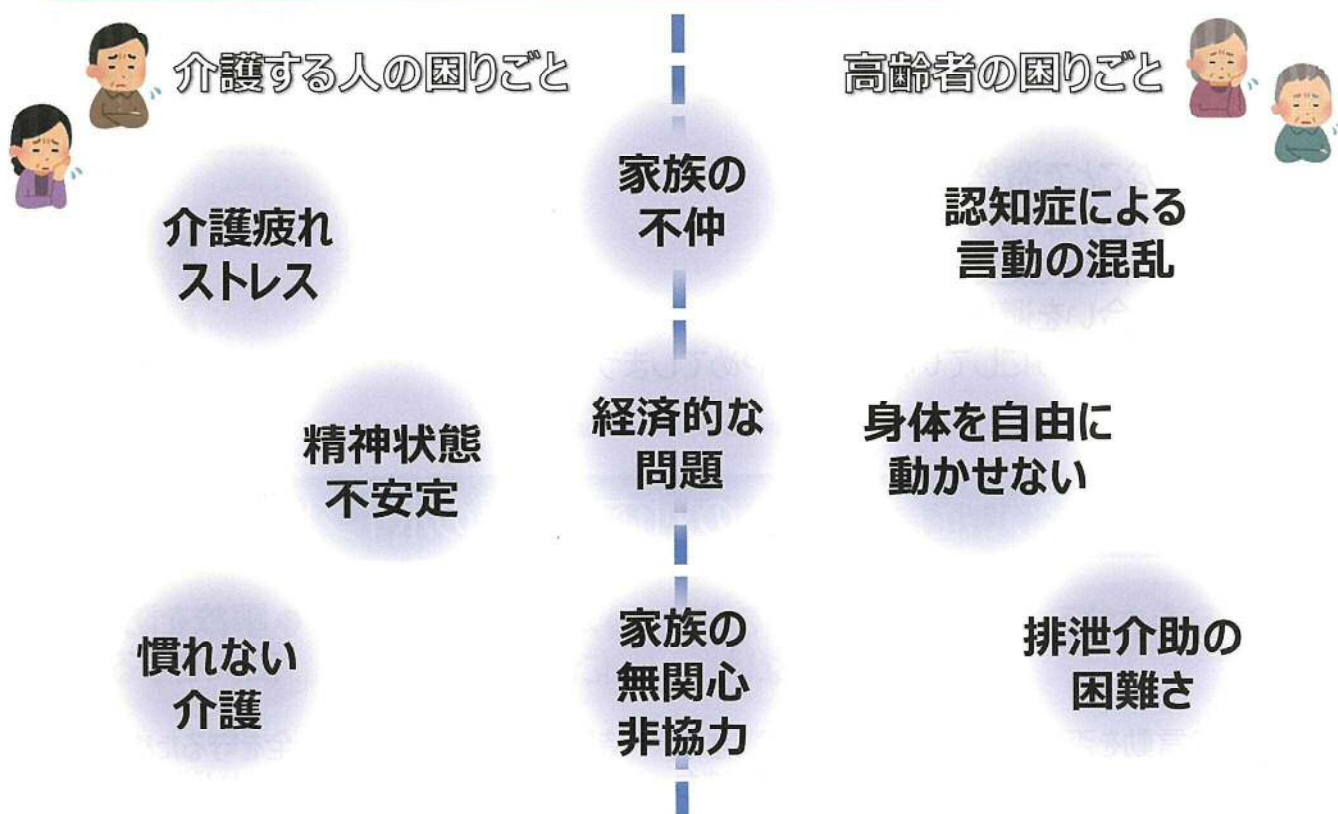 介護する人の困りごと
高齢者の困りごと
介護疲れ
ストレス
精神状態
不安定
慣れない
介護
家族の
不仲
経済的な
問題
家族の
無関心
非協力
認知症による
言動の混乱
身体を自由に
動かせない
排泄介助の
困難さ